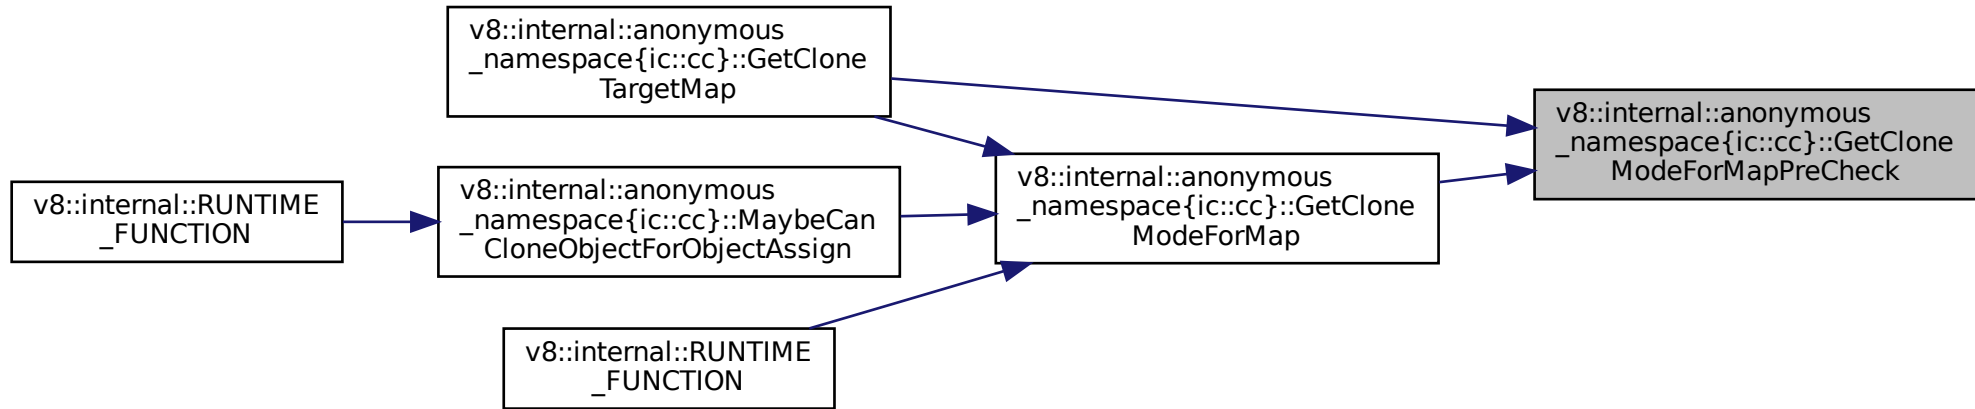 v8::internal::anonymous
_namespace{ic::cc}::GetClone
TargetMap
v8::internal::anonymous
_namespace{ic::cc}::GetClone
ModeForMapPreCheck
v8::internal::RUNTIME
_FUNCTION
v8::internal::anonymous
_namespace{ic::cc}::MaybeCan
CloneObjectForObjectAssign
v8::internal::anonymous
_namespace{ic::cc}::GetClone
ModeForMap
v8::internal::RUNTIME
_FUNCTION